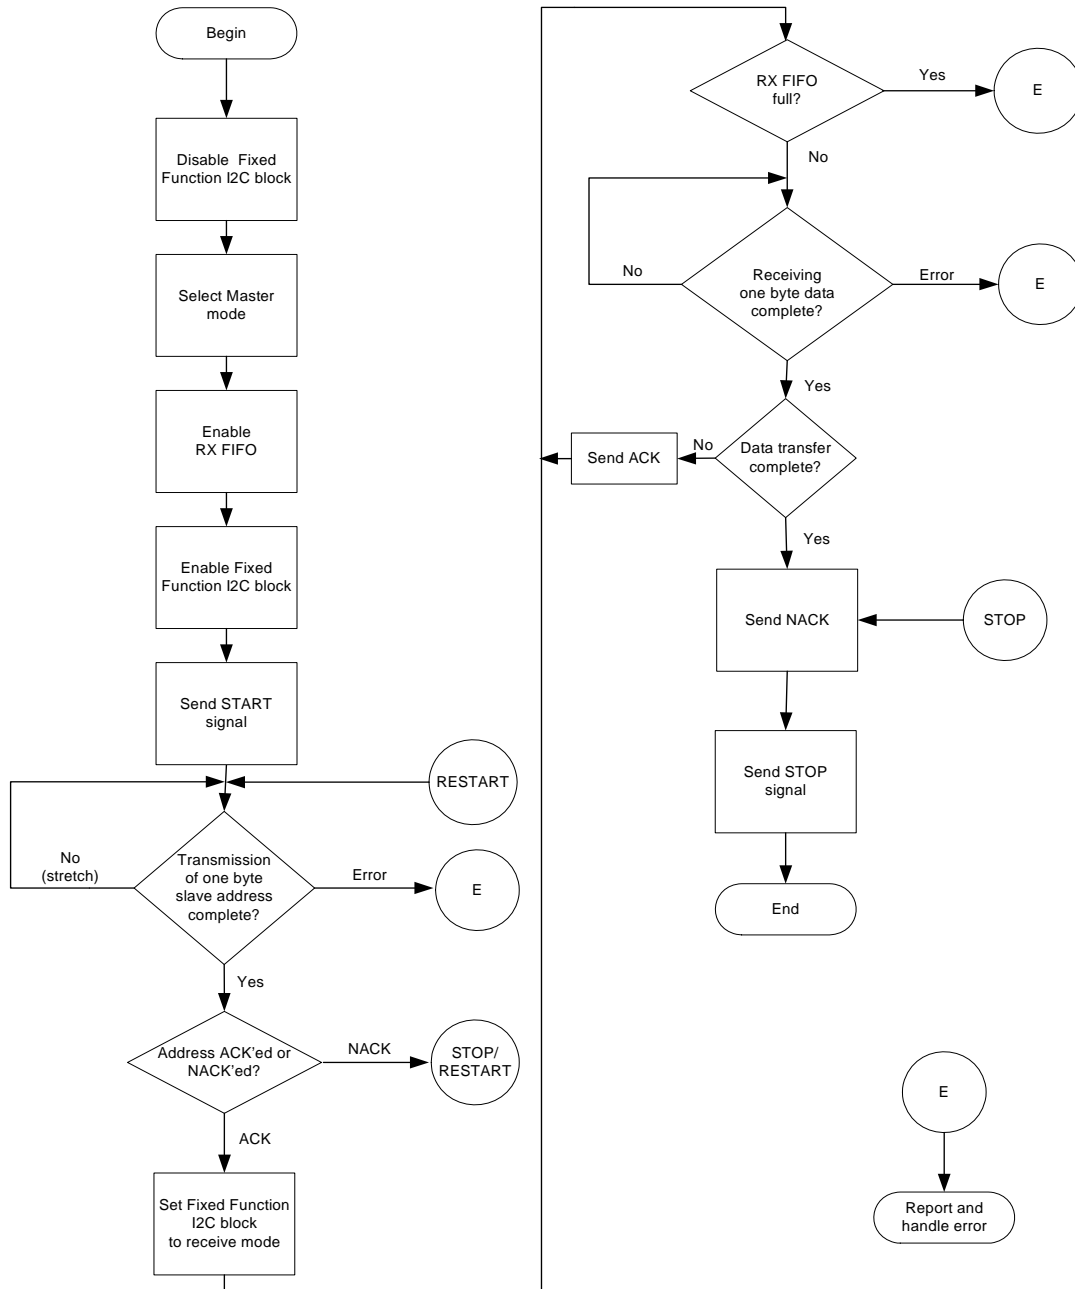 Begin
Disable Fixed
Function I2C block
Select Master
mode
Enable
RX FIFO
Enable Fixed
Function I2C block
Send START
signal
RESTART
No
(stretch)
Transmission
of one byte
slave address
complete?
Error
E
Yes
Address ACK'ed or
NACK'ed?
NACK
STOP/
RESTART
ACK
Set Fixed Function
I2C block
to receive mode
RX FIFO
full?
Yes
E
No
No
Receiving
one byte data
complete?
Error
E
Yes
Send ACK
No
Data transfer
complete?
Yes
Send NACK
STOP
Send STOP
signal
End
E
Report and
handle error